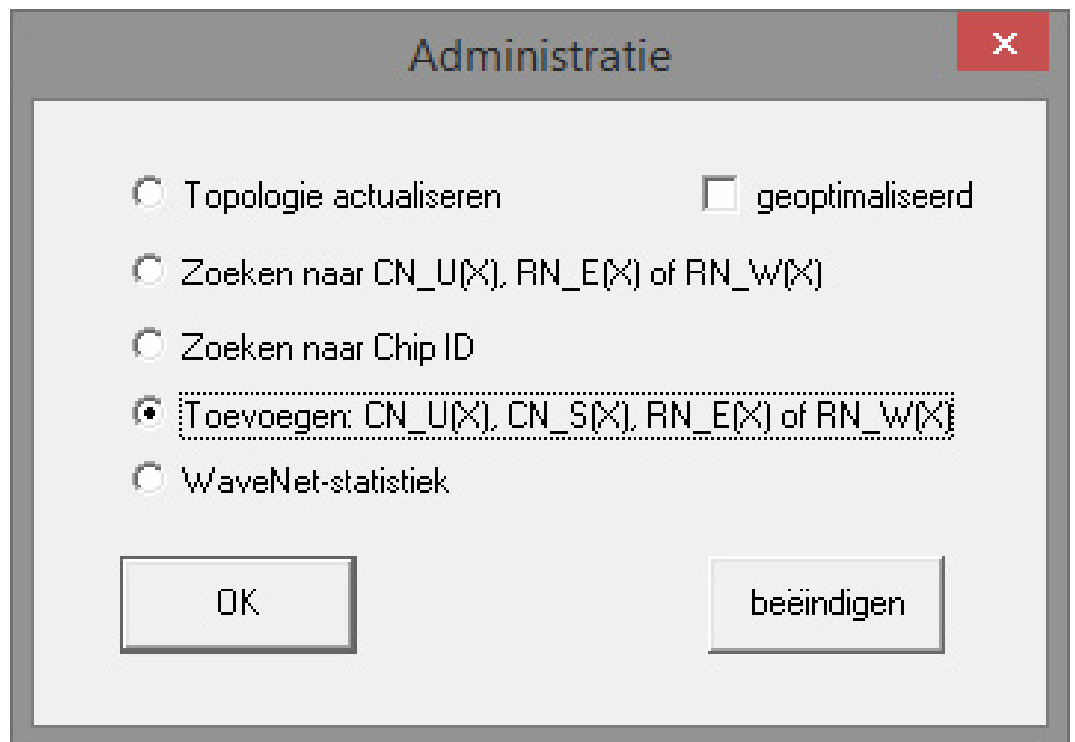 Administratie
Topologie actualiseren
geoptimaliseerd
Zoeken naar CN_U(X), RN_E(X) of RN_W(X)
Zoeken naar Chip ID
Toevoegen: CN_U(X), CN_S(X), RN_E(X) of RN_W(X)
WaveNet-statistiek
OK
beëindigen